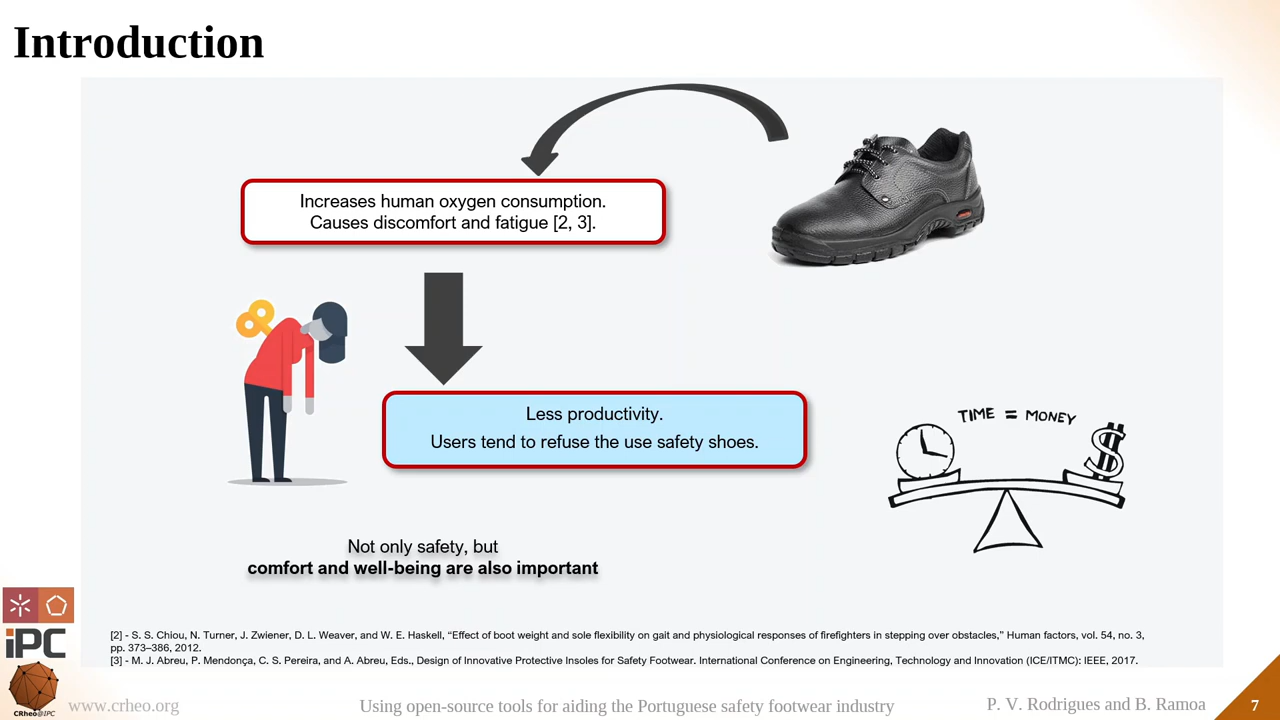 Introduction
Increases human oxygen consumption.
Causes discomfort and fatigue [2, 3].
Less productivity.
Users tend to refuse the use safety shoes.
TIME = MONEY
$
Not only safety, but
comfort and well-being are also important
[2] - S. S. Chiou, N. Turner, J. Zwiener, D. L. Weaver, and W. E. Haskell, “Effect of boot weight and sole flexibility on gait and physiological responses of firefighters in stepping over obstacles,” Human factors, vol. 54, no. 3,
pp. 373–386, 2012.
[3] - M. J. Abreu, P. Mendonça, C. S. Pereira, and A. Abreu, Eds., Design of Innovative Protective Insoles for Safety Footwear. International Conference on Engineering, Technology and Innovation (ICE/ITMC): IEEE, 2017.
iPC
CRheo@IPC
www.crheo.org
Using open-source tools for aiding the Portuguese safety footwear industry
P. V. Rodrigues and B. Ramoa
7